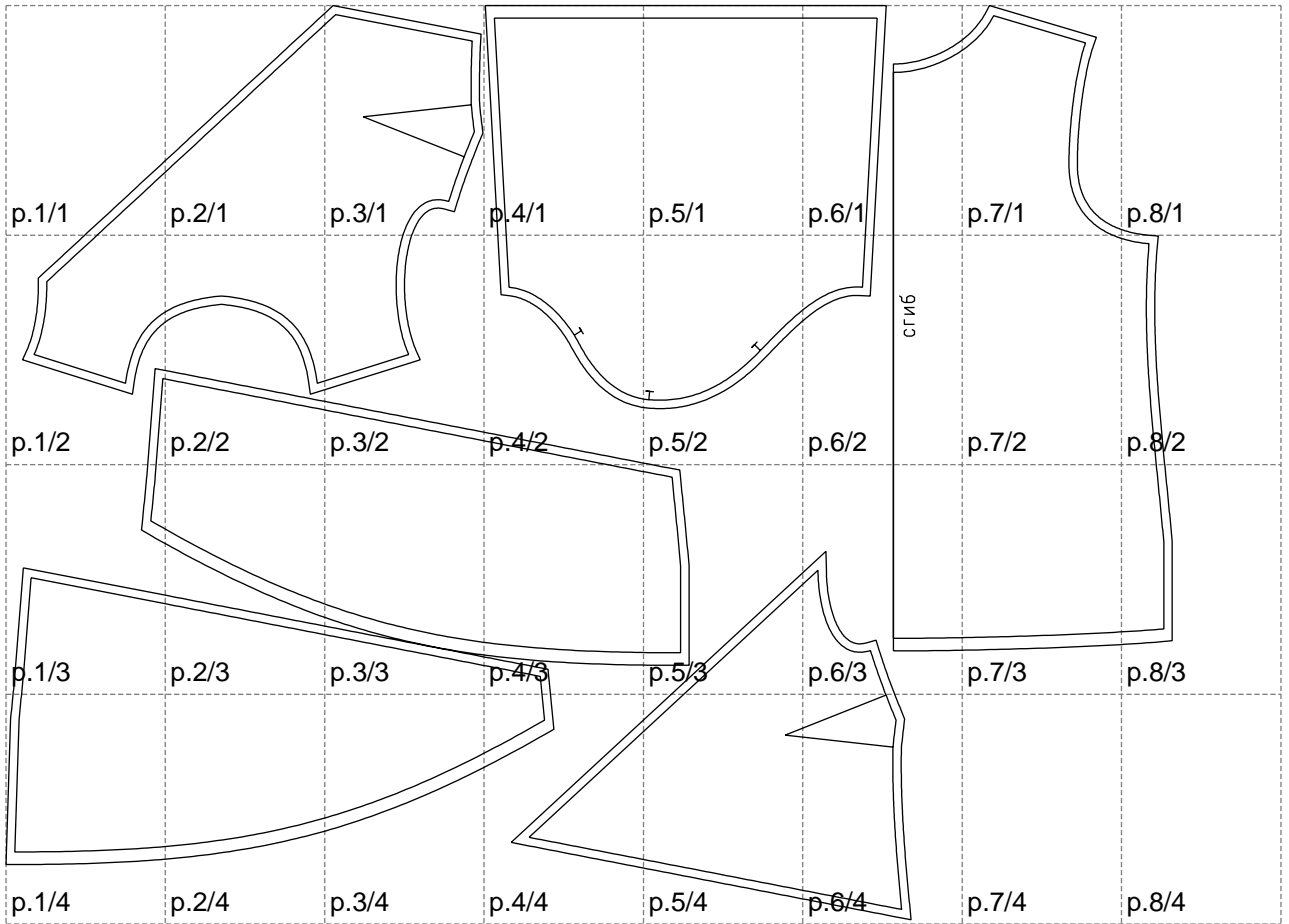 p.1/1 p.2/1 p.3/1 p.4/1 p.5/1 p.6/1 p.7/1 p.8/1
сгиб
p.1/2 p.2/2 p.3/2 p.4/2 p.5/2 p.6/2 p.7/2 p.8/2
p.1/3 p.2/3 p.3/3 p.4/3 p.5/3 p.6/3 p.7/3 p.8/3
p.1/4 p.2/4 p.3/4 p.4/4 p.5/4 p.6/4 p.7/4 p.8/4